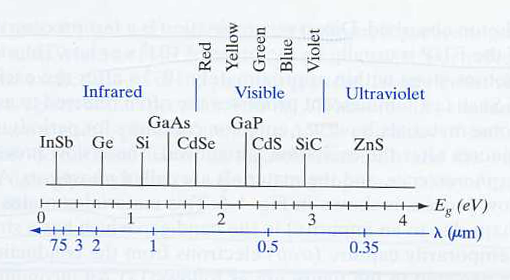 Red
Yellow
Green
Blue
Violet
Infrared Visible Ultraviolet
GaAs GaP
InSb Ge Si CdSe CdS SiC ZnS
0 1 2 3 4 E_g (eV)
7 5 3 2 1 0.5 0.35 λ (μm)